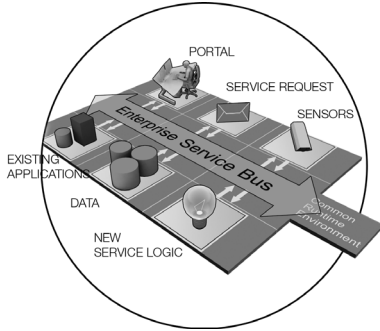 PORTAL
SERVICE REQUEST
SENSORS
Enterprise Service Bus
EXISTING
APPLICATIONS
DATA
NEW
SERVICE LOGIC
Common
Runtime
Environment